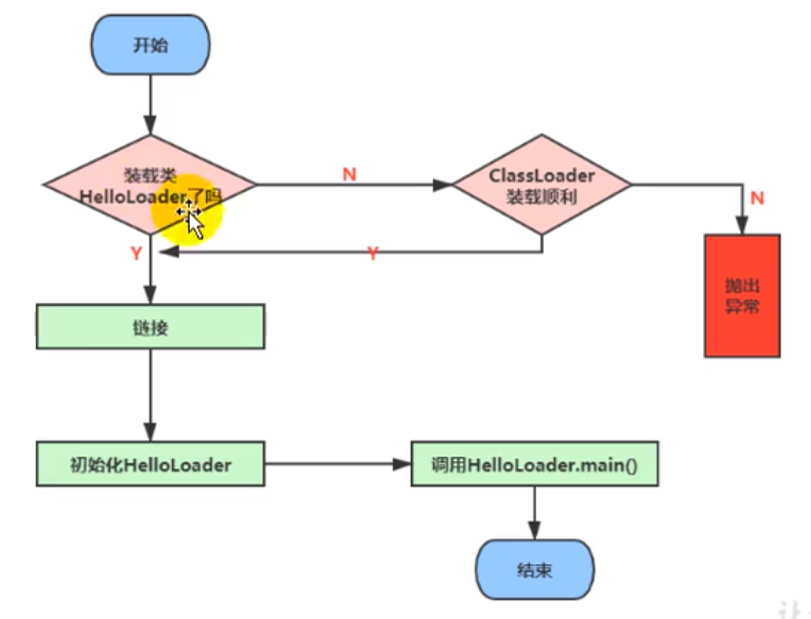 开始
装载类
HelloLoader了吗
N
ClassLoader
装载顺利
N
Y
Y
抛出
异常
链接
初始化HelloLoader
调用HelloLoader.main()
结束
让